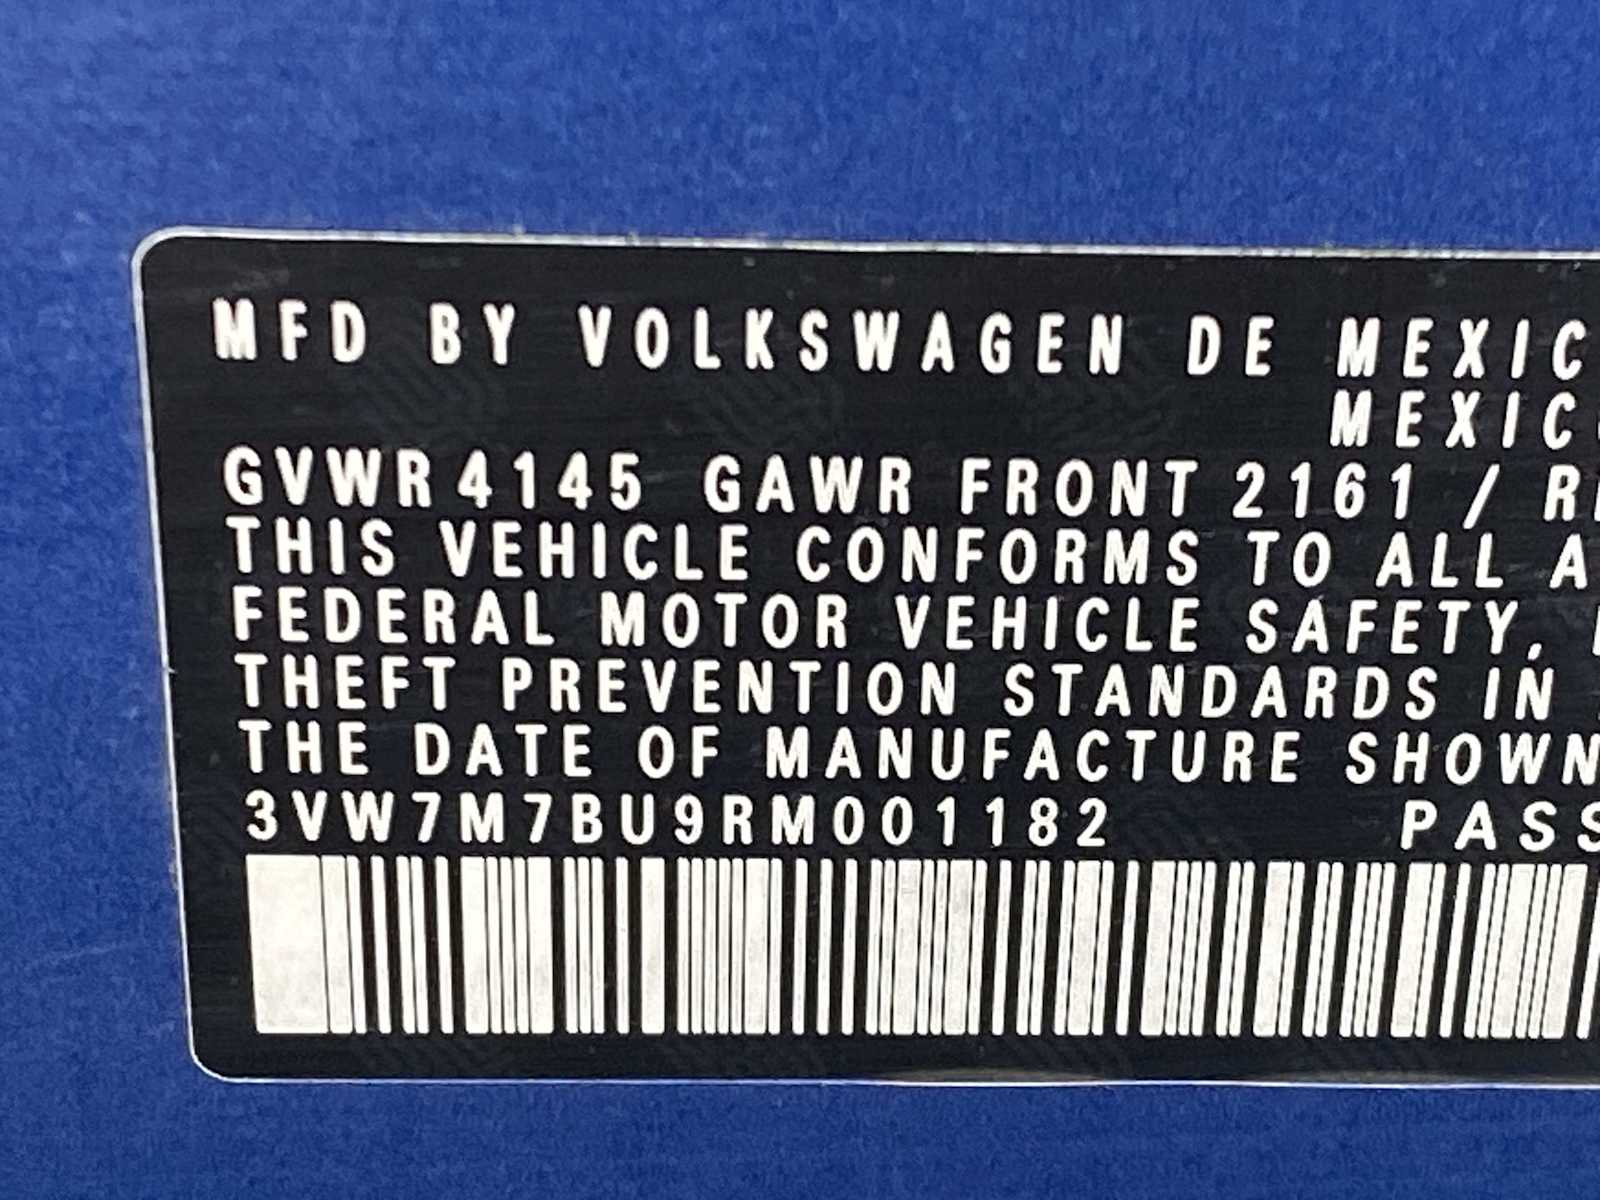 MFD BY VOLKSWAGEN DE MEXIC
MEXIC
GVWR 4145 GAWR FRONT 2161 / R
THIS VEHICLE CONFORMS TO ALL A
FEDERAL MOTOR VEHICLE SAFETY,
THEFT PREVENTION STANDARDS IN
THE DATE OF MANUFACTURE SHOWN
3VW7M7BU9RM001182 PASS